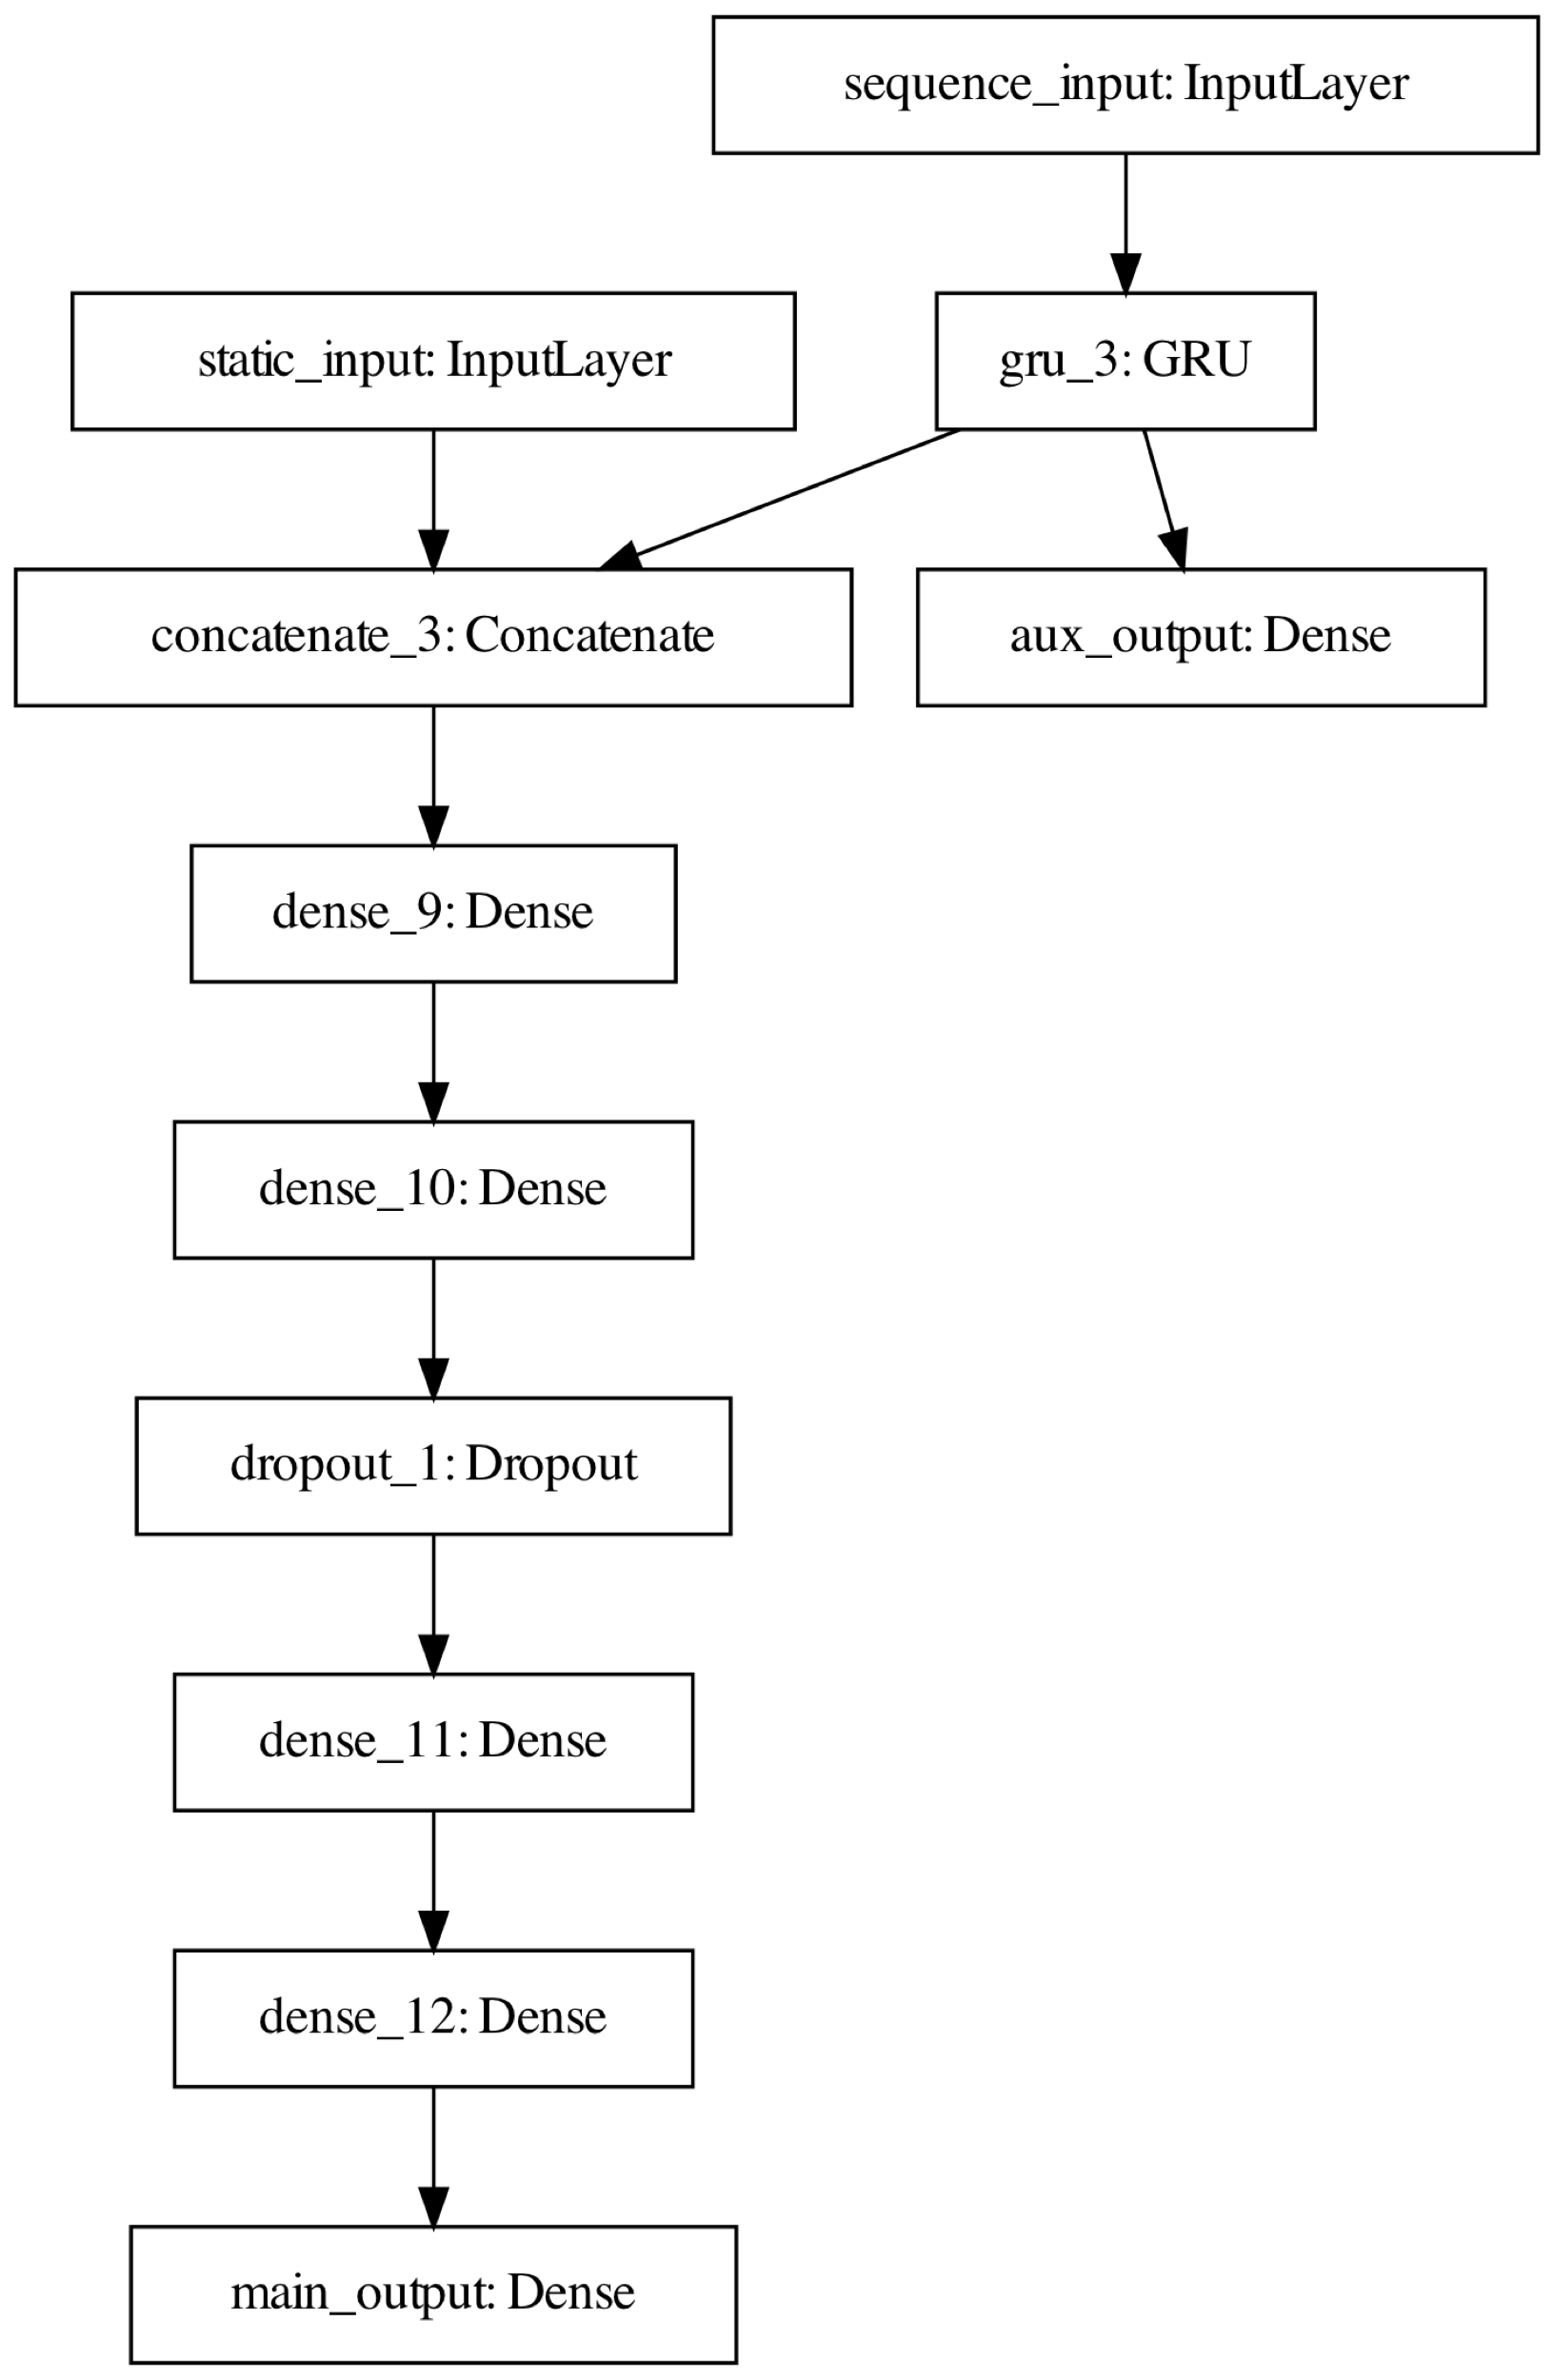 sequence_input: InputLayer
static_input: InputLayer
gru_3: GRU
concatenate_3: Concatenate
aux_output: Dense
dense_9: Dense
dense_10: Dense
dropout_1: Dropout
dense_11: Dense
dense_12: Dense
main_output: Dense